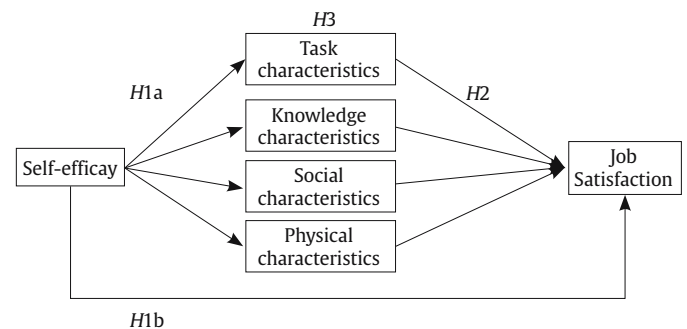 H3
Task
characteristics
H1a
H2
Knowledge
characteristics
Self-efficay
Job
Satisfaction
Social
characteristics
Physical
characteristics
H1b